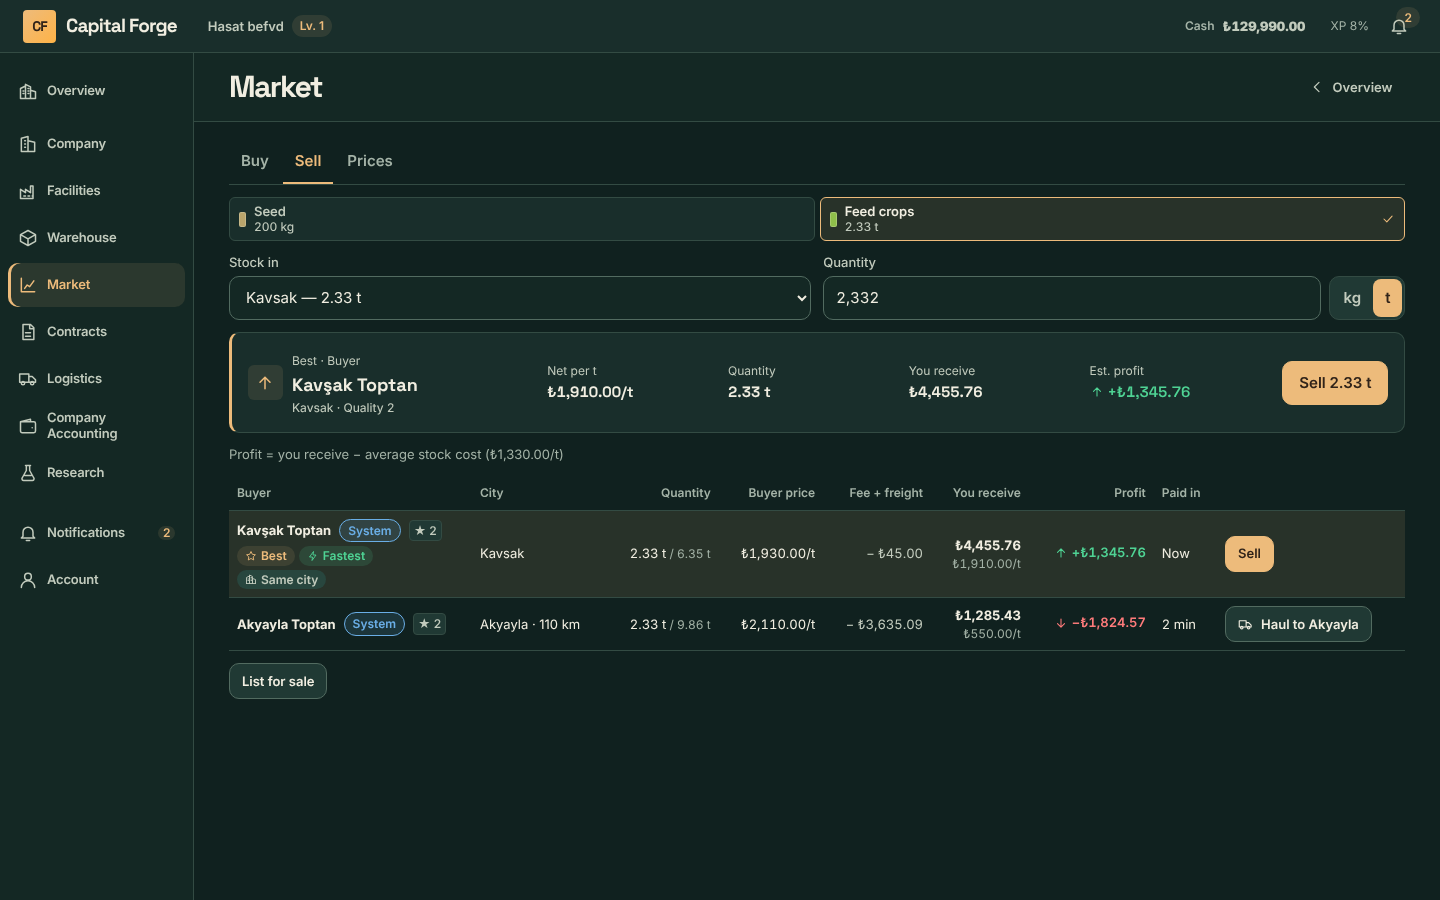 CF Capital Forge Hasat befvd Lv. 1 Cash ₺129,990.00 XP 8% 2
Overview
Company
Facilities
Warehouse
Market
Contracts
Logistics
Company
Accounting
Research
Notifications 2
Account
Market Overview
Buy Sell Prices
Seed
200 kg
Feed crops
2.33 t
Stock in
Kavsak — 2.33 t
Quantity
2,332 kg t
Best · Buyer
Kavşak Toptan
Kavsak · Quality 2
Net per t
₺1,910.00/t
Quantity
2.33 t
You receive
₺4,455.76
Est. profit
↑ +₺1,345.76
Sell 2.33 t
Profit = you receive − average stock cost (₺1,330.00/t)
Buyer City Quantity Buyer price Fee + freight You receive Profit Paid in
Kavşak Toptan System ★ 2
Best Fastest
Same city
Kavsak 2.33 t / 6.35 t ₺1,930.00/t − ₺45.00 ₺4,455.76
₺1,910.00/t
↑ +₺1,345.76 Now Sell
Akyayla Toptan System ★ 2 Akyayla · 110 km 2.33 t / 9.86 t ₺2,110.00/t − ₺3,635.09 ₺1,285.43
₺550.00/t
↓ −₺1,824.57 2 min Haul to Akyayla
List for sale